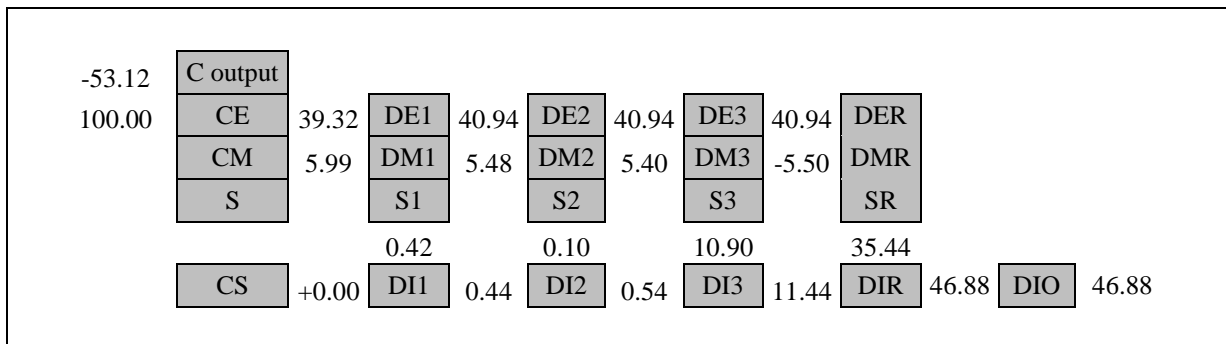 -53.12 C output
100.00 CE 39.32 DE1 40.94 DE2 40.94 DE3 40.94 DER
CM 5.99 DM1 5.48 DM2 5.40 DM3 -5.50 DMR
S S1 S2 S3 SR
0.42 0.10 10.90 35.44
CS +0.00 DI1 0.44 DI2 0.54 DI3 11.44 DIR 46.88 DIO 46.88